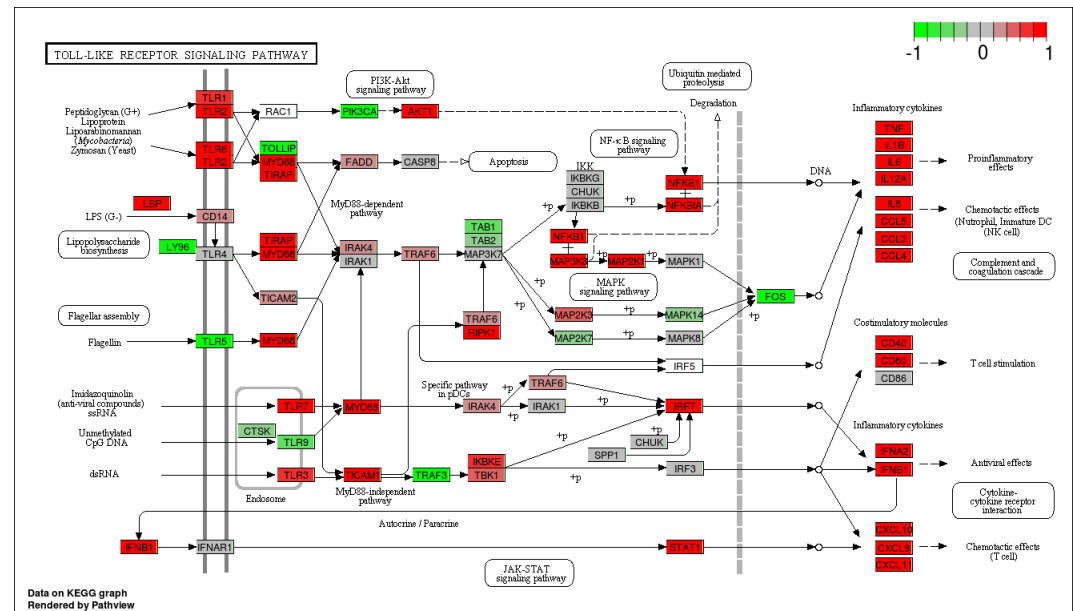 -1 0 1
TOLL-LIKE RECEPTOR SIGNALING PATHWAY
PI3K-Akt
signaling pathway
Ubiquitin mediated
proteolysis
Degradation
Peptidoglycan (G+)
Lipoprotein
Lipoarabinomannan
(Mycobacteria)
Zymosan (Yeast)
TLR1
TLR2
RAC1
PIK3CA
AKT1
TLR6
TLR2
TOLLIP
MYD88
TIRAP
FADD
CASP8
Apoptosis
NF-κ B signaling
pathway
IKK
IKBKG
CHUK
IKBKB
+p
NFKB1
NFKBIA
+p
DNA
Inflammatory cytokines
TNF
IL1B
IL6
IL12A
Proinflammatory
effects
IL8
CCL5
CCL3
CCL4
Chemotactic effects
(Nutrophil, Immature DC
(NK cell)
Complement and
coagulation cascade
LBP
LPS (G-)
CD14
MyD88-dependent
pathway
Lipopolysaccharide
biosynthesis
LY96
TLR4
TIRAP
MYD88
IRAK4
IRAK1
TRAF6
TAB1
TAB2
MAP3K7
NFKB1
MAP3K8
+p
MAP2K1
+p
MAPK1
MAPK
signaling pathway
TICAM2
Flagellar assembly
Flagellin
TLR5
MYD88
TRAF6
RIPK1
+p
+p
MAP2K3
+p
MAPK14
MAP2K7
+p
MAPK8
+p
+p
FOS
+p
IRF5
Costimulatory molecules
CD40
CD80
CD86
T cell stimulation
Imidazoquinolin
(anti-viral compounds)
ssRNA
TLR7
MYD88
Specific pathway
in pDCs
IRAK4
+p
TRAF6
+p
IRAK1
+p
IRF7
Unmethylated
CpG DNA
CTSK
TLR9
+p
SPP1
CHUK
+p
Inflammatory cytokines
IFNA2
IFNB1
Antiviral effects
dsRNA
TLR3
TICAM1
TRAF3
IKBKE
TBK1
+p
IRF3
Endosome
MyD88-independent
pathway
Cytokine-
cytokine receptor
interaction
Autocrine / Paracrine
IFNB1
IFNAR1
STAT1
CXCL10
CXCL9
CXCL11
Chemotactic effects
(T cell)
JAK-STAT
signaling pathway
Data on KEGG graph
Rendered by Pathview